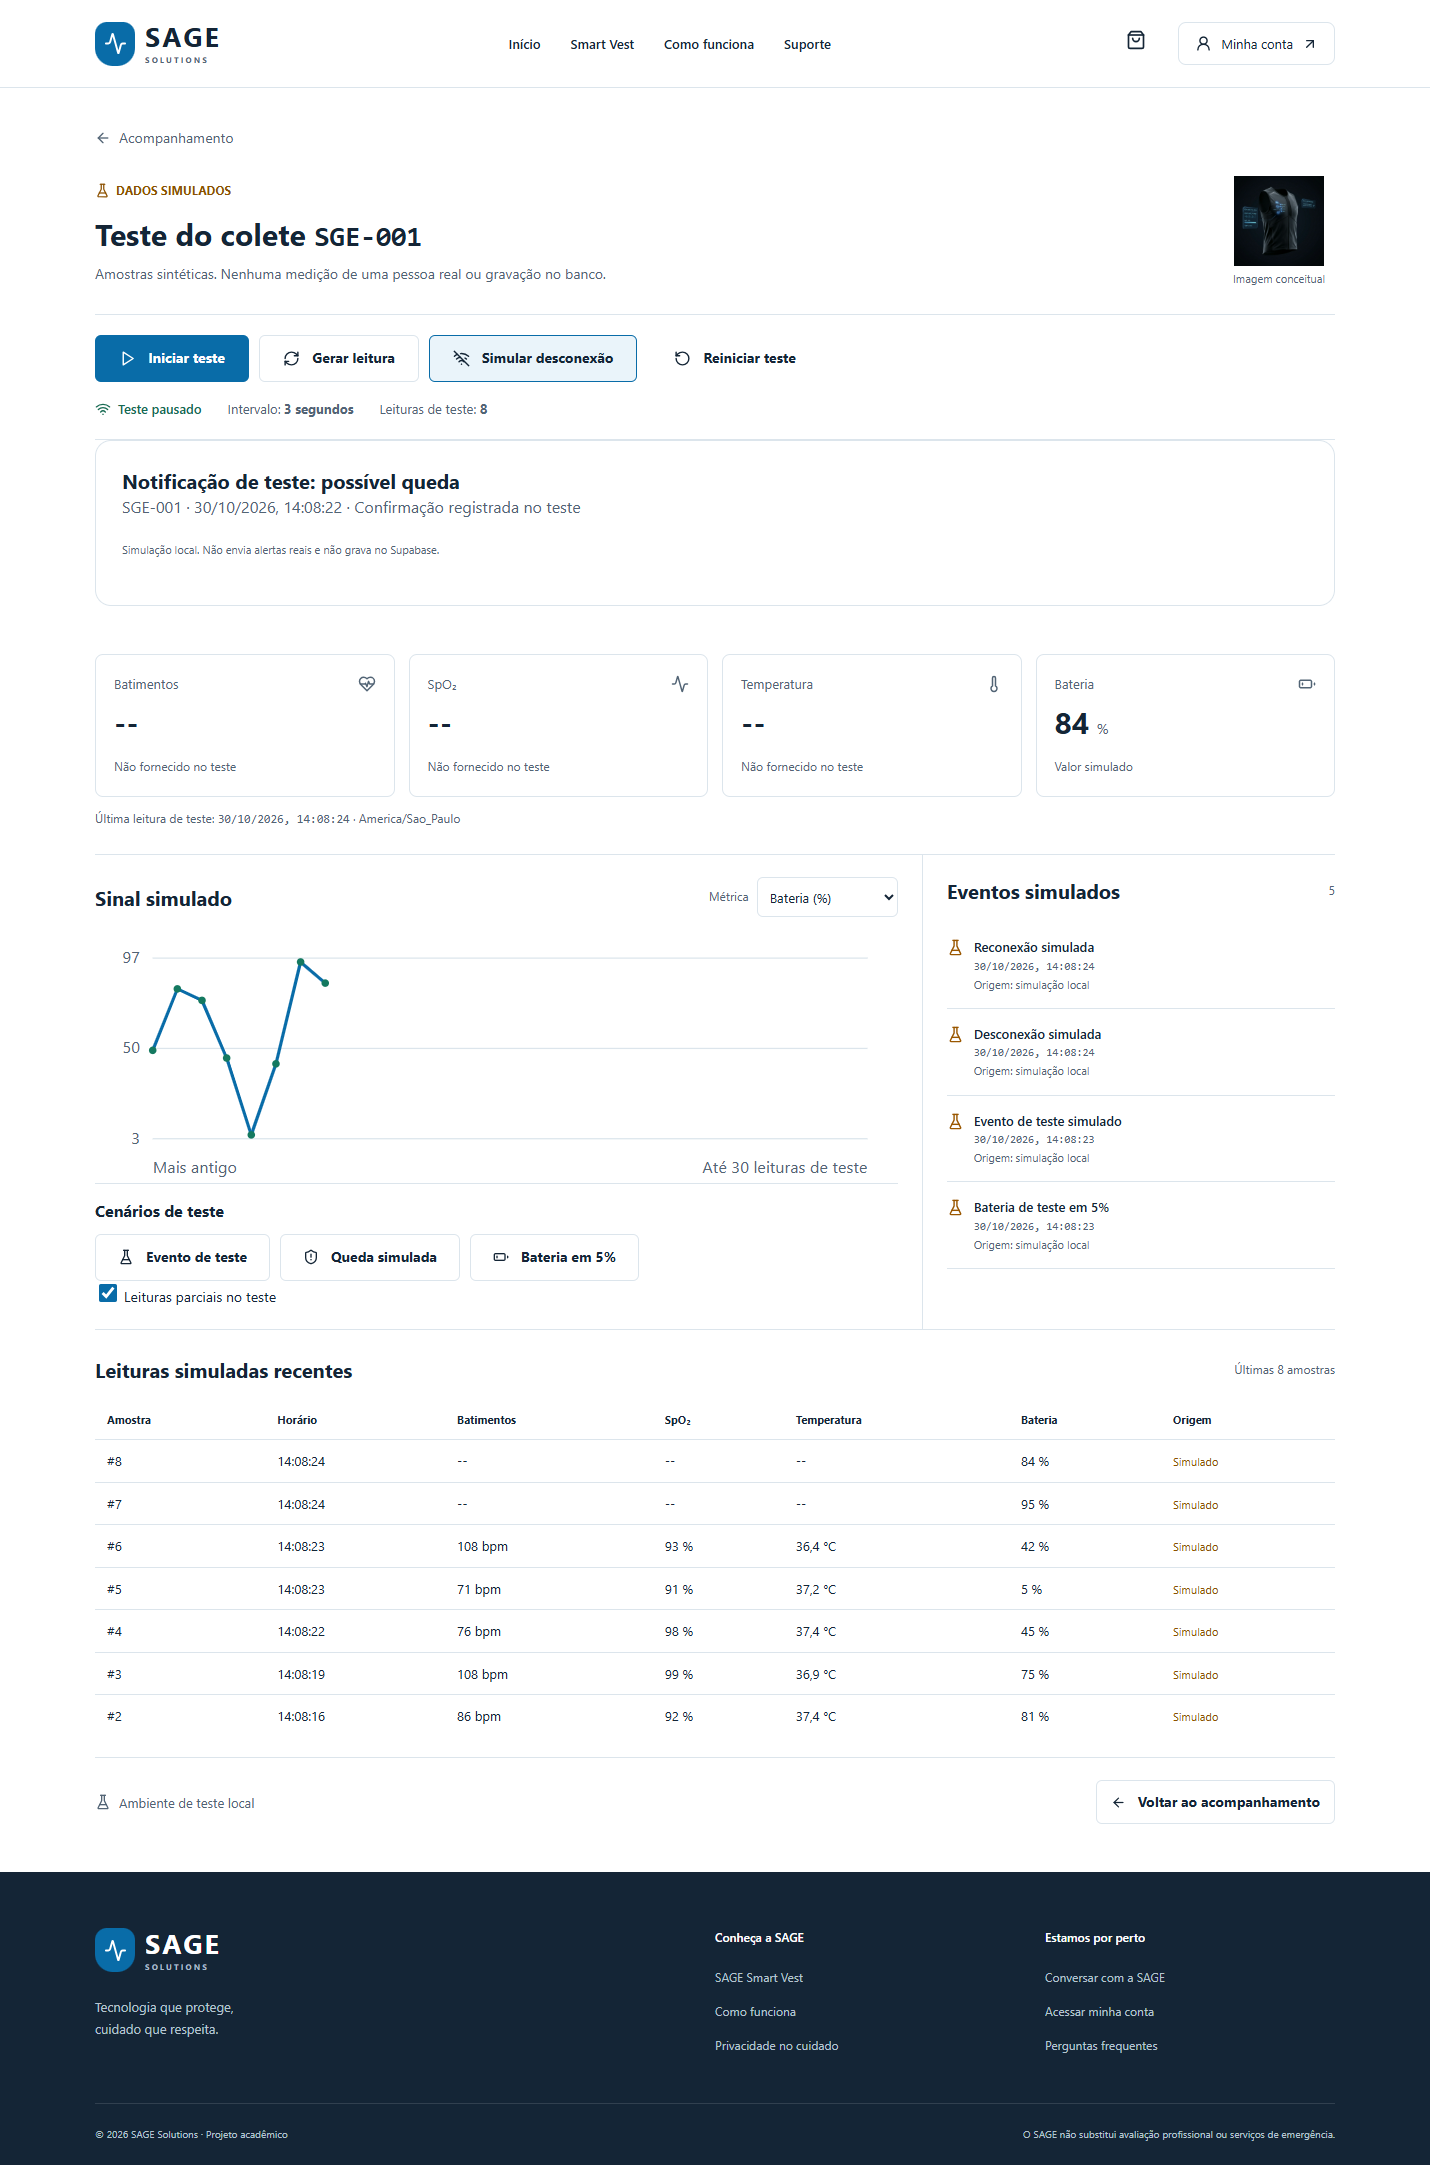 SAGE
SOLUTIONS
Início
Smart Vest
Como funciona
Suporte
Minha conta
Acompanhamento
DADOS SIMULADOS
Teste do colete SGE-001
Amostras sintéticas. Nenhuma medição de uma pessoa real ou gravação no banco.
Imagem conceitual
Iniciar teste
Gerar leitura
Simular desconexão
Reiniciar teste
Teste pausado
Intervalo: 3 segundos
Leituras de teste: 8
Notificação de teste: possível queda
SGE-001 · 30/10/2026, 14:08:22 · Confirmação registrada no teste
Simulação local. Não envia alertas reais e não grava no Supabase.
Batimentos
--
Não fornecido no teste
SpO₂
--
Não fornecido no teste
Temperatura
--
Não fornecido no teste
Bateria
84 %
Valor simulado
Última leitura de teste: 30/10/2026, 14:08:24 · America/Sao_Paulo
Sinal simulado
Métrica
Bateria (%)
97
50
3
Mais antigo
Até 30 leituras de teste
Cenários de teste
Evento de teste
Queda simulada
Bateria em 5%
Leituras parciais no teste
Eventos simulados
5
Reconexão simulada
30/10/2026, 14:08:24
Origem: simulação local
Desconexão simulada
30/10/2026, 14:08:24
Origem: simulação local
Evento de teste simulado
30/10/2026, 14:08:23
Origem: simulação local
Bateria de teste em 5%
30/10/2026, 14:08:23
Origem: simulação local
Leituras simuladas recentes
Últimas 8 amostras
Amostra Horário Batimentos SpO₂ Temperatura Bateria Origem
#8 14:08:24 -- -- -- 84 % Simulado
#7 14:08:24 -- -- -- 95 % Simulado
#6 14:08:23 108 bpm 93 % 36,4 °C 42 % Simulado
#5 14:08:23 71 bpm 91 % 37,2 °C 5 % Simulado
#4 14:08:22 76 bpm 98 % 37,4 °C 45 % Simulado
#3 14:08:19 108 bpm 99 % 36,9 °C 75 % Simulado
#2 14:08:16 86 bpm 92 % 37,4 °C 81 % Simulado
Ambiente de teste local
Voltar ao acompanhamento
SAGE
SOLUTIONS
Tecnologia que protege,
cuidado que respeita.
Conheça a SAGE
SAGE Smart Vest
Como funciona
Privacidade no cuidado
Estamos por perto
Conversar com a SAGE
Acessar minha conta
Perguntas frequentes
© 2026 SAGE Solutions · Projeto acadêmico
O SAGE não substitui avaliação profissional ou serviços de emergência.